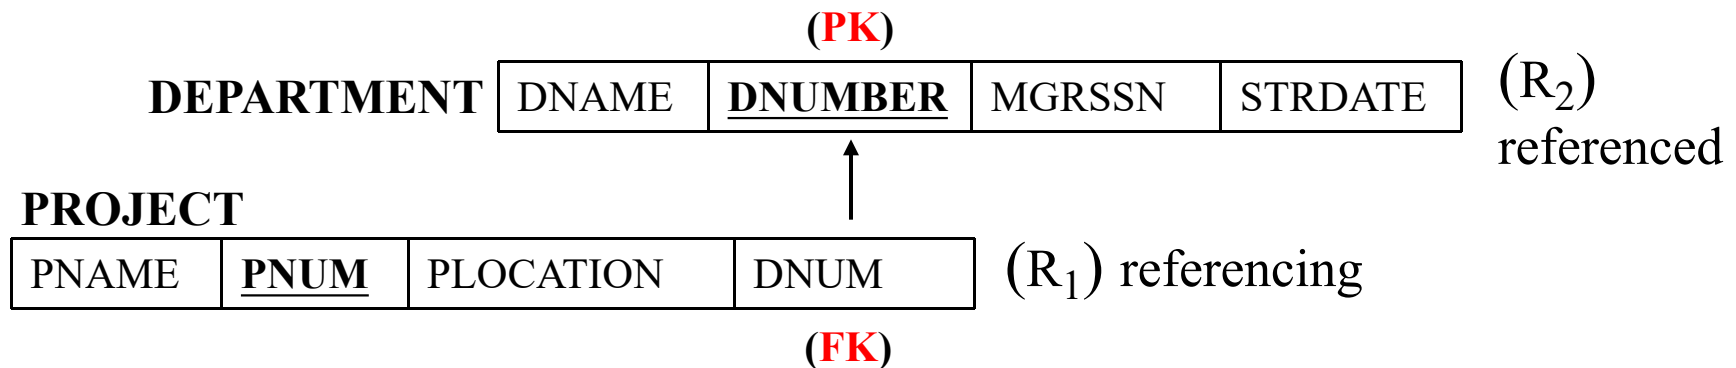 (PK)
DEPARTMENT DNAME DNUMBER MGRSSN STRDATE (R2)
referenced
PROJECT
PNAME PNUM PLOCATION DNUM (R1) referencing
(FK)